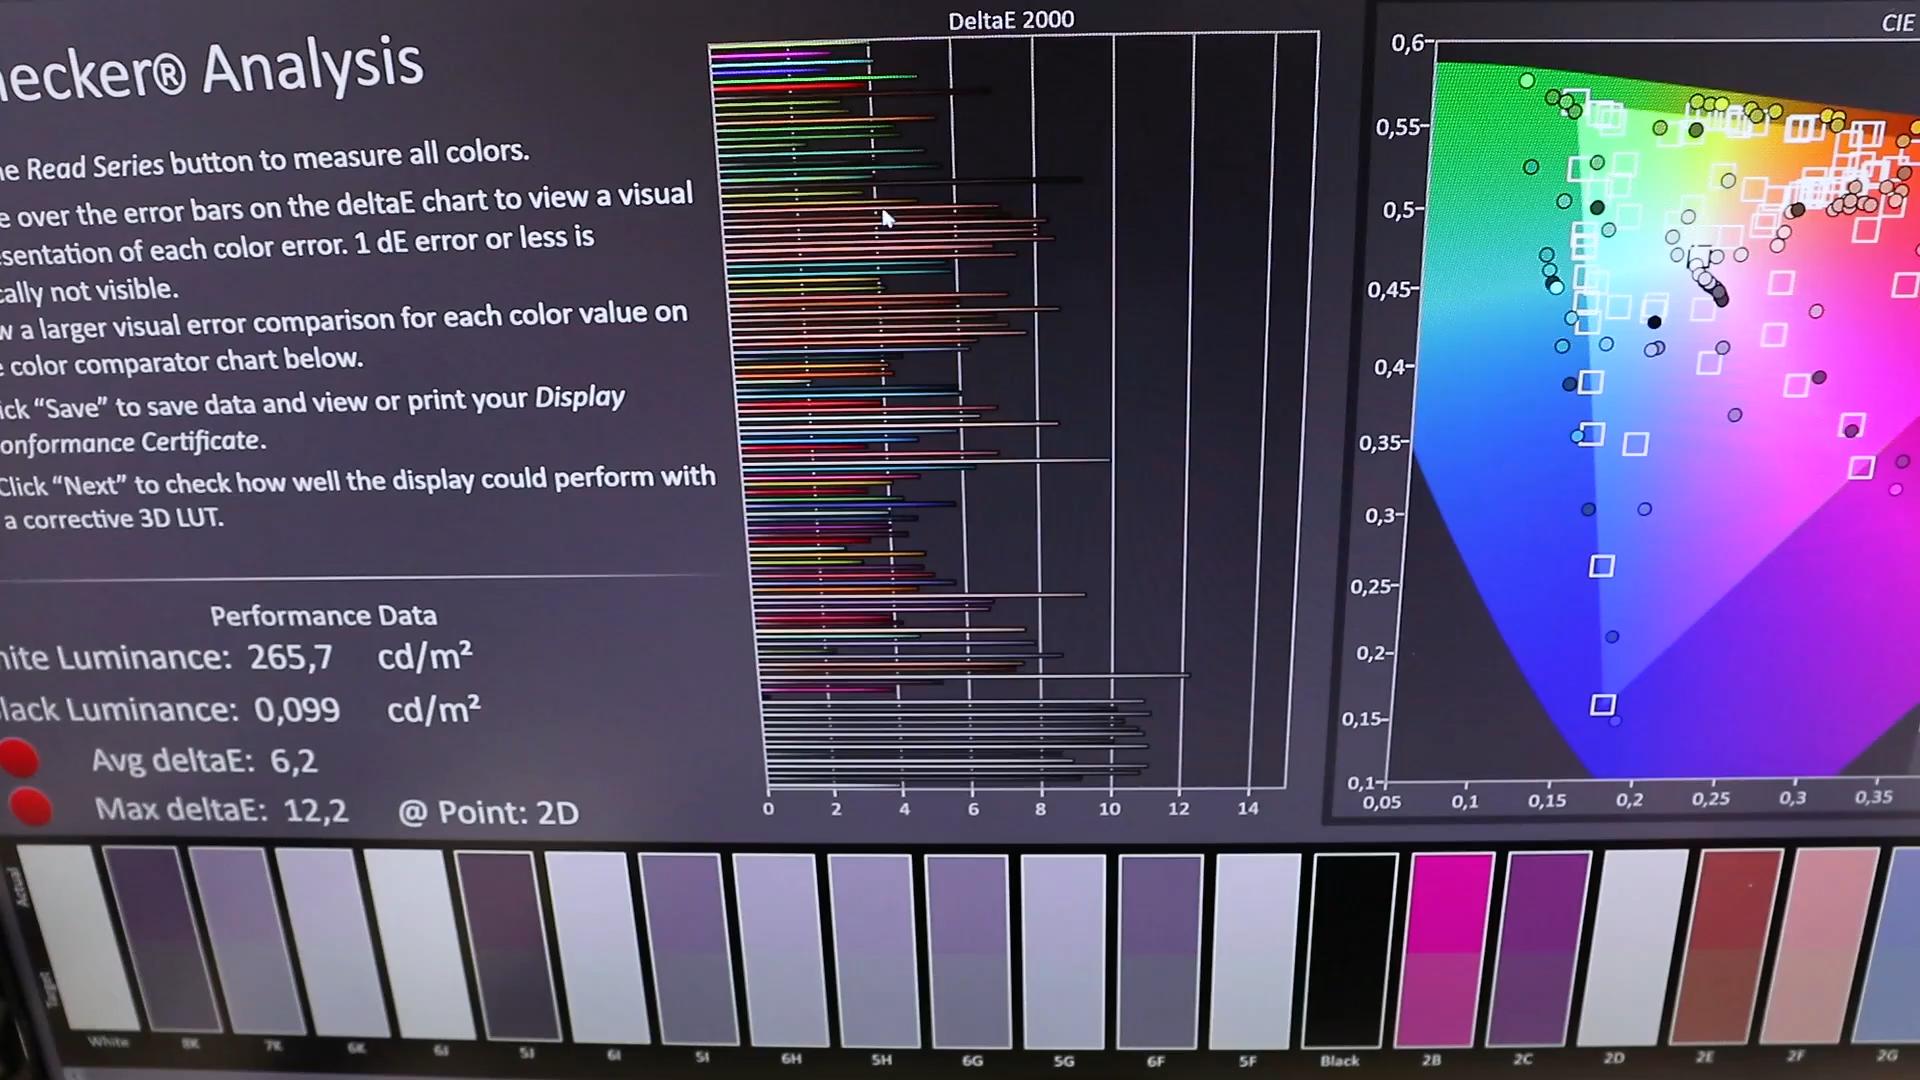 necker® Analysis
ne Read Series button to measure all colors.
e over the error bars on the deltaE chart to view a visual
esentation of each color error. 1 dE error or less is
cally not visible.
w a larger visual error comparison for each color value on
e color comparator chart below.
ick “Save” to save data and view or print your Display
onformance Certificate.
Click “Next” to check how well the display could perform with
a corrective 3D LUT.
Performance Data
hite Luminance: 265,7 cd/m²
lack Luminance: 0,099 cd/m²
Avg deltaE: 6,2
Max deltaE: 12,2 @ Point: 2D
DeltaE 2000
0 2 4 6 8 10 12 14
CIE
0,6
0,55
0,5
0,45
0,4
0,35
0,3
0,25
0,2
0,15
0,1
0,05 0,1 0,15 0,2 0,25 0,3 0,35
Actual
Target
White 8K 7K 6K 6J 5J 6I 5I 6H 5H 6G 5G 6F 5F Black 2B 2C 2D 2E 2F 2G